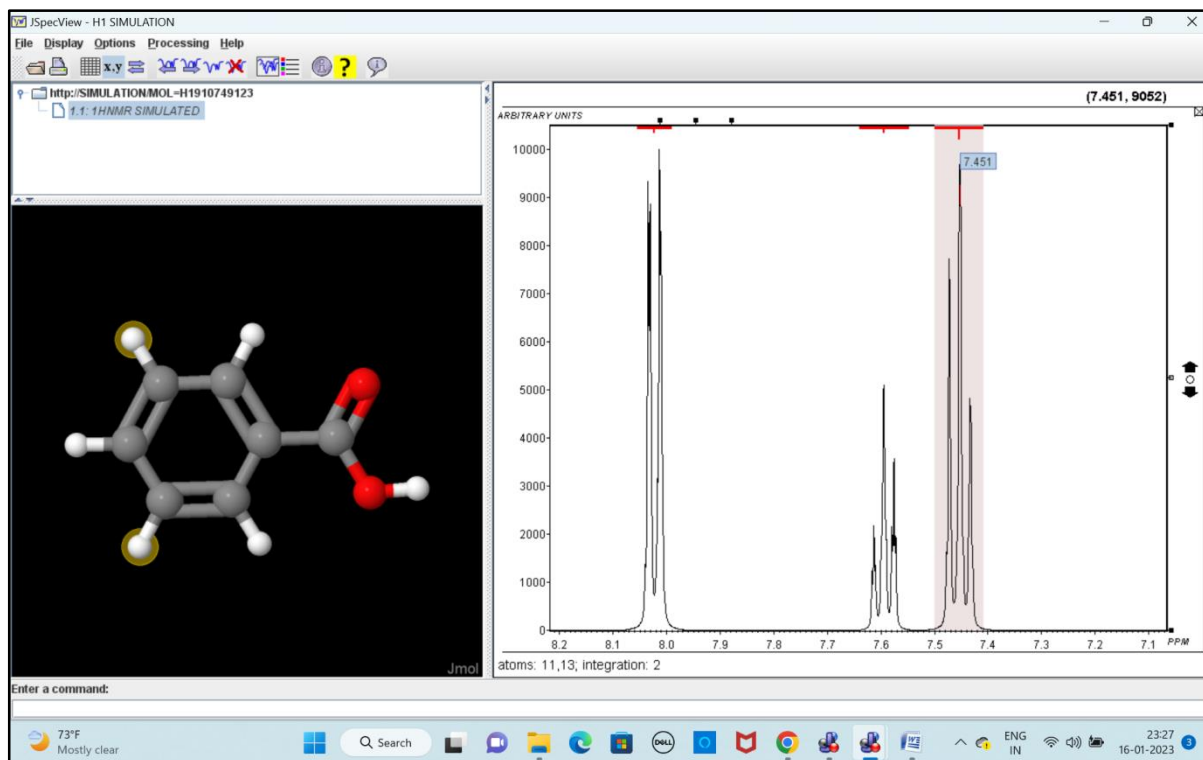 JSpecView - H1 SIMULATION
File Display Options Processing Help
x,y
http://SIMULATION/MOL=H1910749123
1.1: 1HNMR SIMULATED
(7.451, 9052)
ARBITRARY UNITS
7.451
10000
9000
8000
7000
6000
5000
4000
3000
2000
1000
0
8.2 8.1 8.0 7.9 7.8 7.7 7.6 7.5 7.4 7.3 7.2 7.1 PPM
Jmol
atoms: 11,13; integration: 2
Enter a command:
73°F
Mostly clear
Search
DELL
ENG
IN
23:27
16-01-2023
3